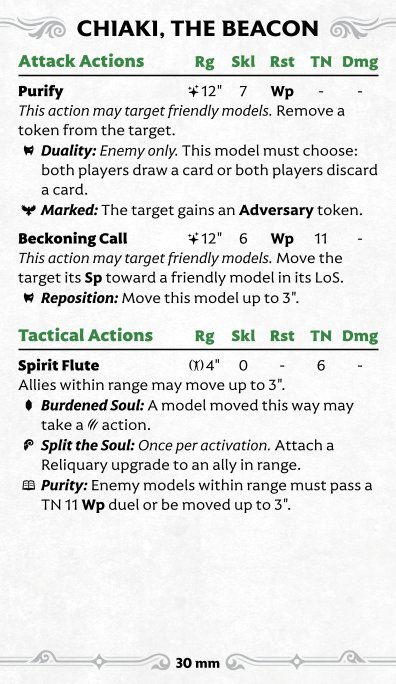 CHIAKI, THE BEACON
Attack Actions Rg Skl Rst TN Dmg
Purify 12" 7 Wp - -
This action may target friendly models. Remove a
token from the target.
Duality: Enemy only. This model must choose:
both players draw a card or both players discard
a card.
Marked: The target gains an Adversary token.
Beckoning Call 12" 6 Wp 11 -
This action may target friendly models. Move the
target its Sp toward a friendly model in its LoS.
Reposition: Move this model up to 3".
Tactical Actions Rg Skl Rst TN Dmg
Spirit Flute 4" 0 - 6 -
Allies within range may move up to 3".
Burdened Soul: A model moved this way may
take a action.
Split the Soul: Once per activation. Attach a
Reliquary upgrade to an ally in range.
Purity: Enemy models within range must pass a
TN 11 Wp duel or be moved up to 3".
30 mm